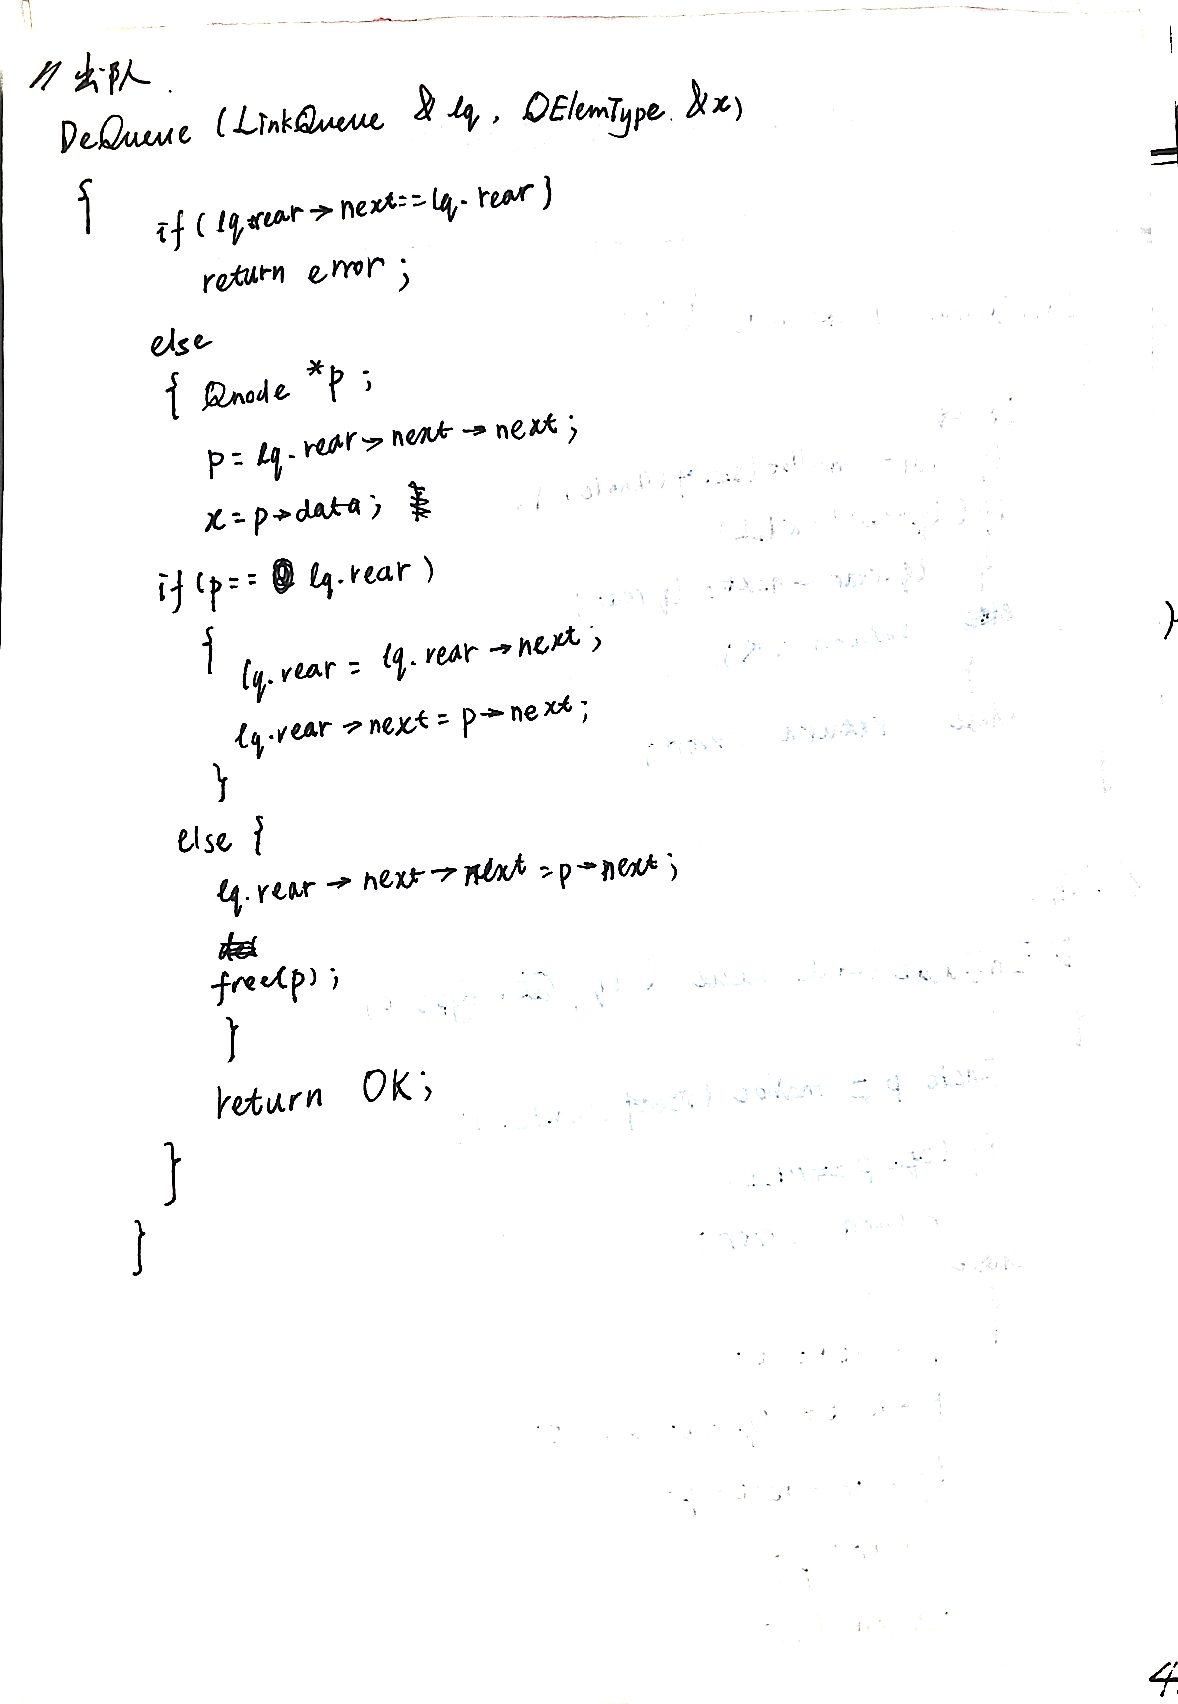 // 出队.
DeQueue (LinkQueue & lq, QElemType &x)
{
if( lq.rear→next==lq.rear)
return error;
else
{ Qnode *p;
p= lq.rear→next→next;
x=p→data;
if(p== lq.rear)
{
lq.rear = lq.rear→next;
lq.rear→next=p→next;
}
else {
lq.rear→next→next=p→next;
free(p);
}
return OK;
}
}
4.